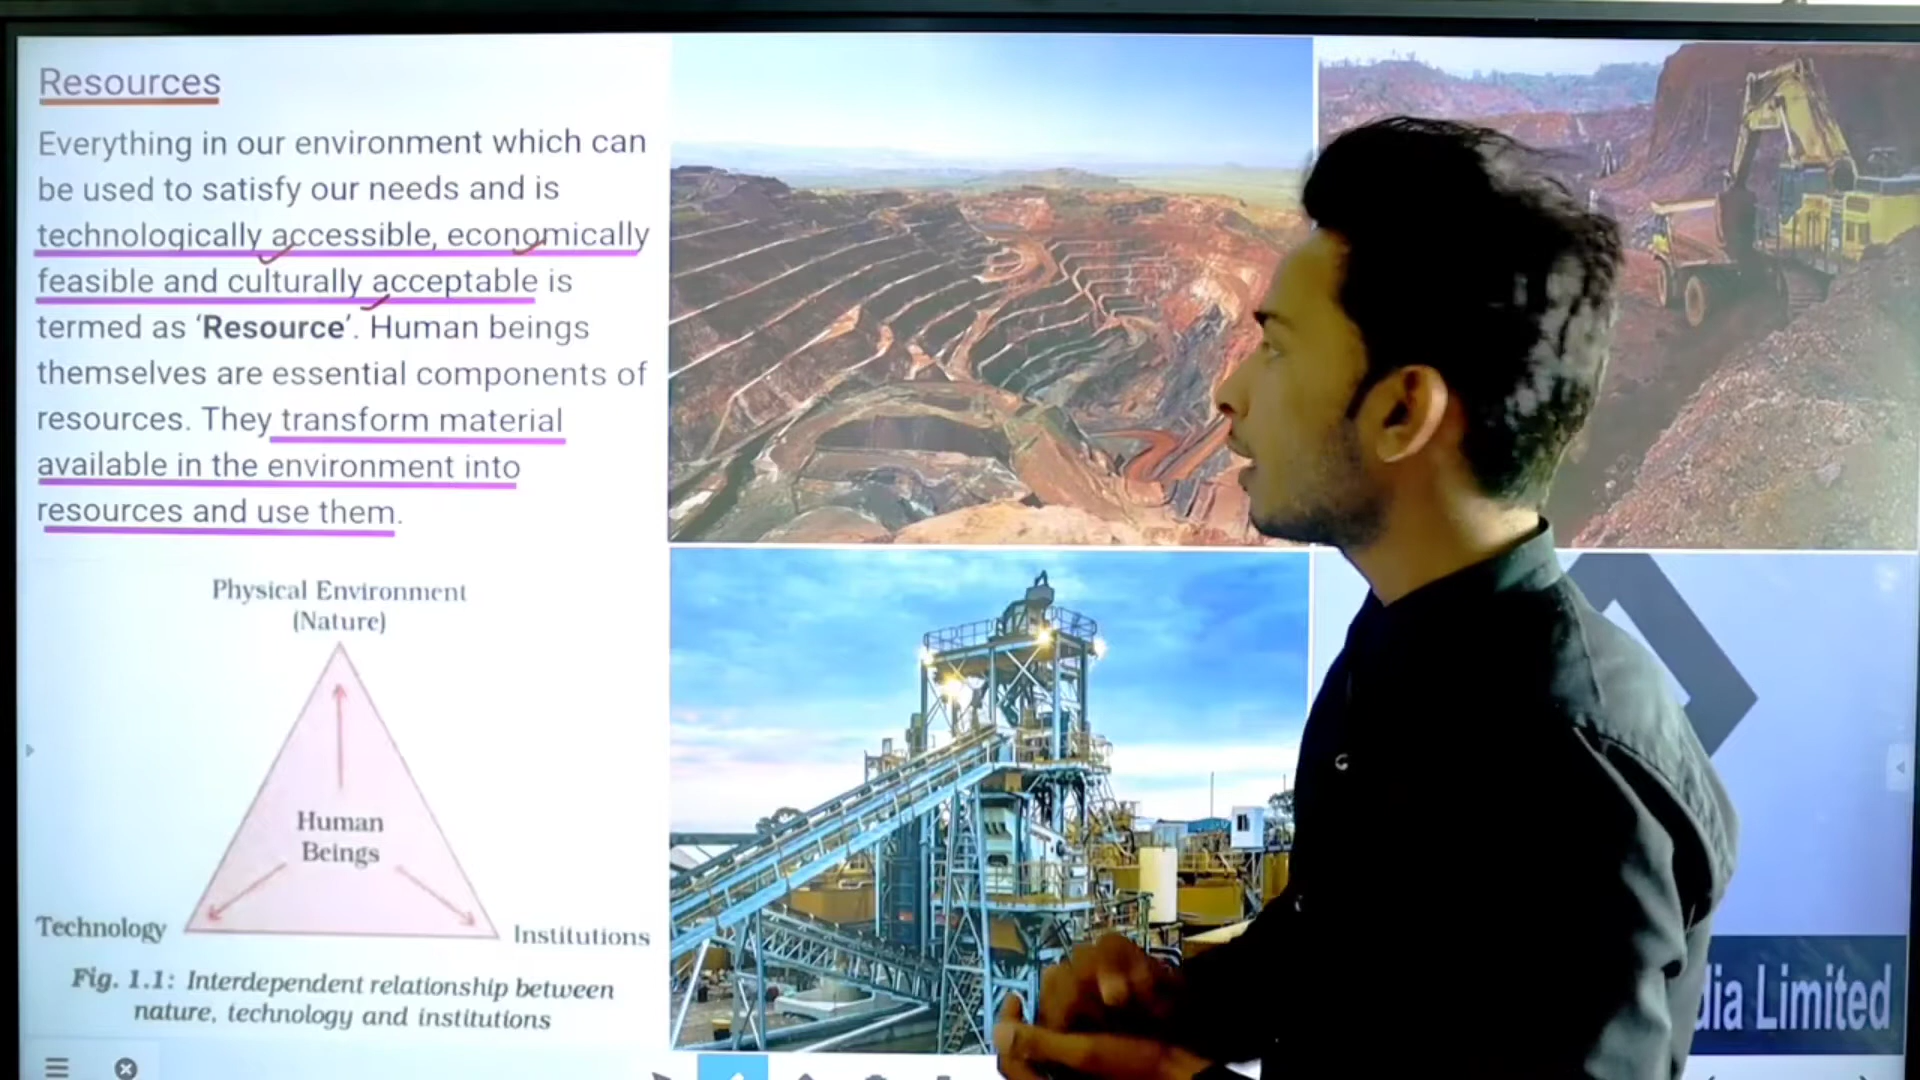 Resources
Everything in our environment which can
be used to satisfy our needs and is
technologically accessible, economically
feasible and culturally acceptable is
termed as ‘Resource’. Human beings
themselves are essential components of
resources. They transform material
available in the environment into
resources and use them.
Physical Environment
(Nature)
Human
Beings
Technology
Institutions
Fig. 1.1: Interdependent relationship between
nature, technology and institutions
Limited